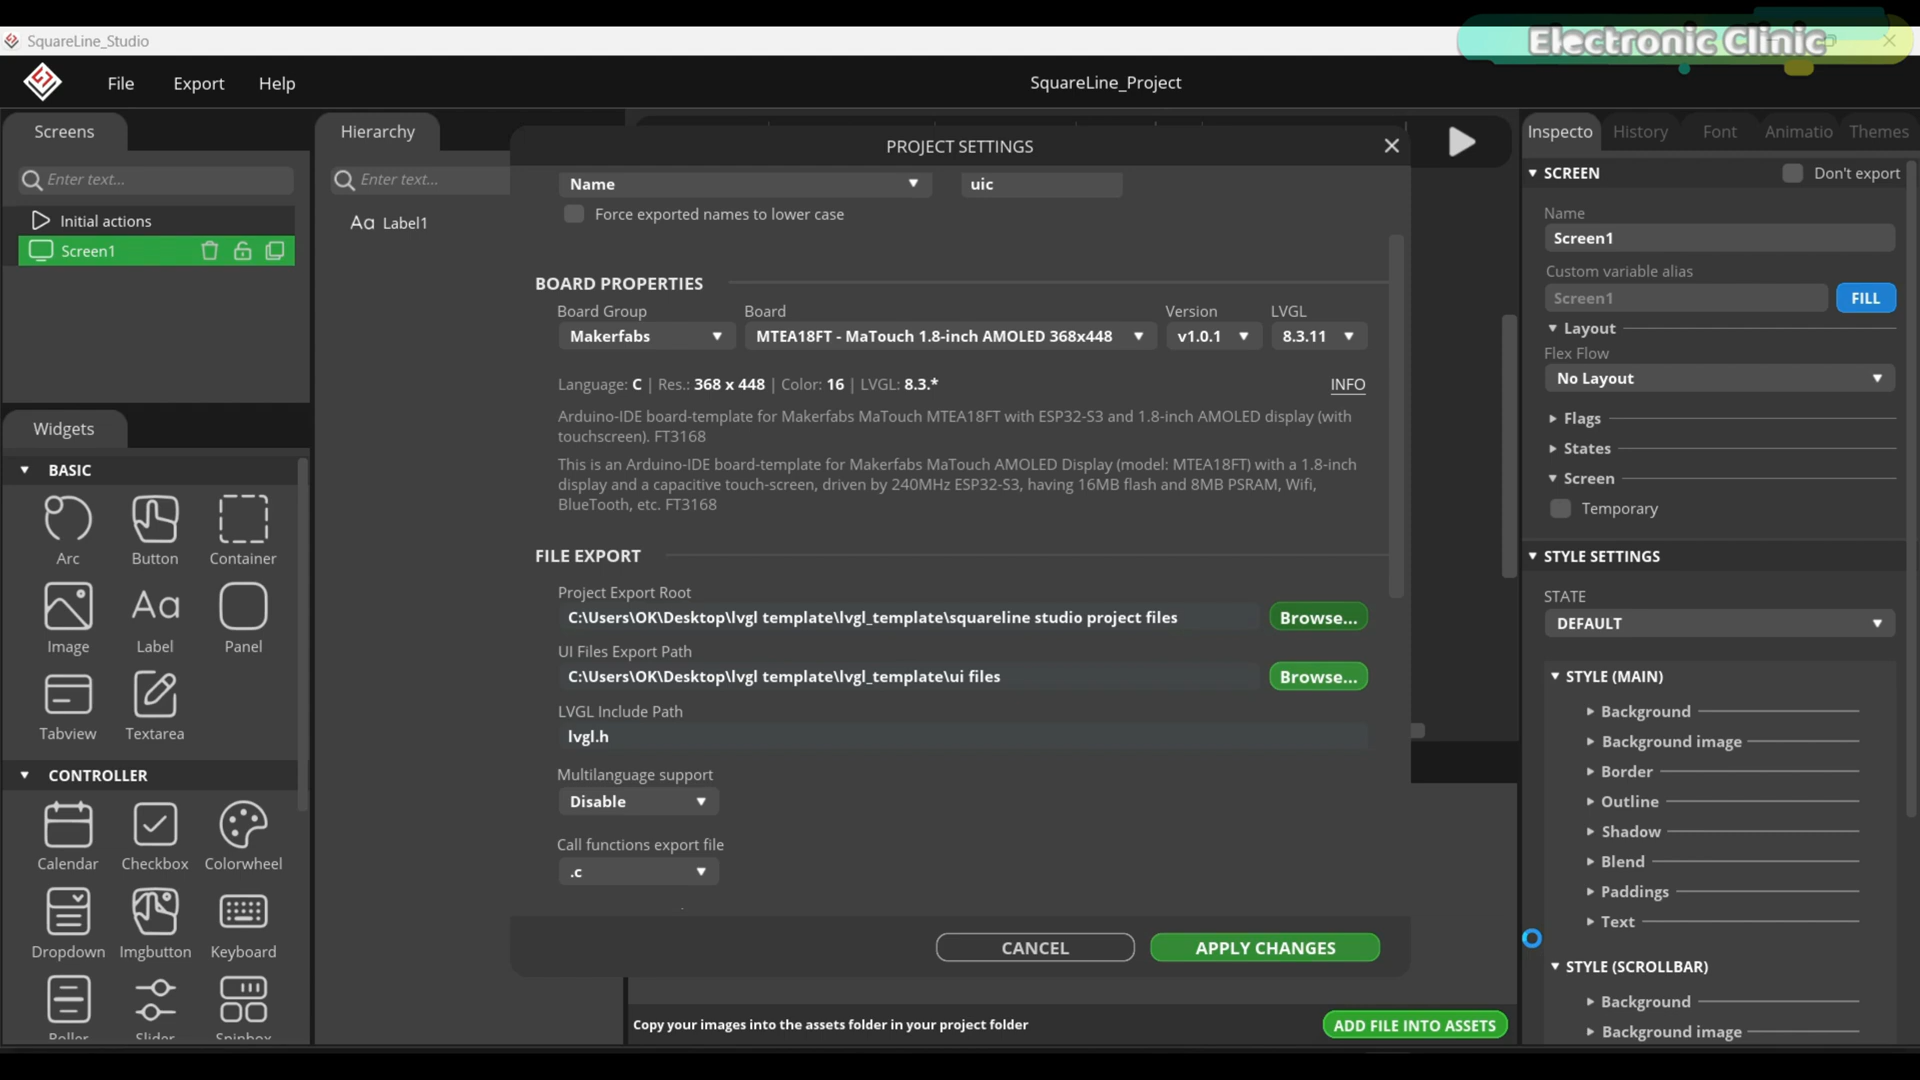 SquareLine_Studio
Electronic Clinic
File
Export
Help
SquareLine_Project
Screens
Enter text...
Initial actions
Screen1
Hierarchy
Enter text...
Aa Label1
Widgets
BASIC
Arc
Button
Container
Image
Aa
Label
Panel
Tabview
Textarea
CONTROLLER
Calendar
Checkbox
Colorwheel
Dropdown
Imgbutton
Keyboard
Roller
Slider
Spinbox
PROJECT SETTINGS
Name
uic
Force exported names to lower case
BOARD PROPERTIES
Board Group
Board
Version
LVGL
Makerfabs
MTEA18FT - MaTouch 1.8-inch AMOLED 368x448
v1.0.1
8.3.11
Language: C | Res.: 368 x 448 | Color: 16 | LVGL: 8.3.*
INFO
Arduino-IDE board-template for Makerfabs MaTouch MTEA18FT with ESP32-S3 and 1.8-inch AMOLED display (with
touchscreen). FT3168
This is an Arduino-IDE board-template for Makerfabs MaTouch AMOLED Display (model: MTEA18FT) with a 1.8-inch
display and a capacitive touch-screen, driven by 240MHz ESP32-S3, having 16MB flash and 8MB PSRAM, Wifi,
BlueTooth, etc. FT3168
FILE EXPORT
Project Export Root
C:\Users\OK\Desktop\lvgl template\lvgl_template\squareline studio project files
Browse...
UI Files Export Path
C:\Users\OK\Desktop\lvgl template\lvgl_template\ui files
Browse...
LVGL Include Path
lvgl.h
Multilanguage support
Disable
Call functions export file
.c
CANCEL
APPLY CHANGES
Copy your images into the assets folder in your project folder
ADD FILE INTO ASSETS
Inspecto
History
Font
Animatio
Themes
SCREEN
Don't export
Name
Screen1
Custom variable alias
Screen1
FILL
Layout
Flex Flow
No Layout
Flags
States
Screen
Temporary
STYLE SETTINGS
STATE
DEFAULT
STYLE (MAIN)
Background
Background image
Border
Outline
Shadow
Blend
Paddings
Text
STYLE (SCROLLBAR)
Background
Background image